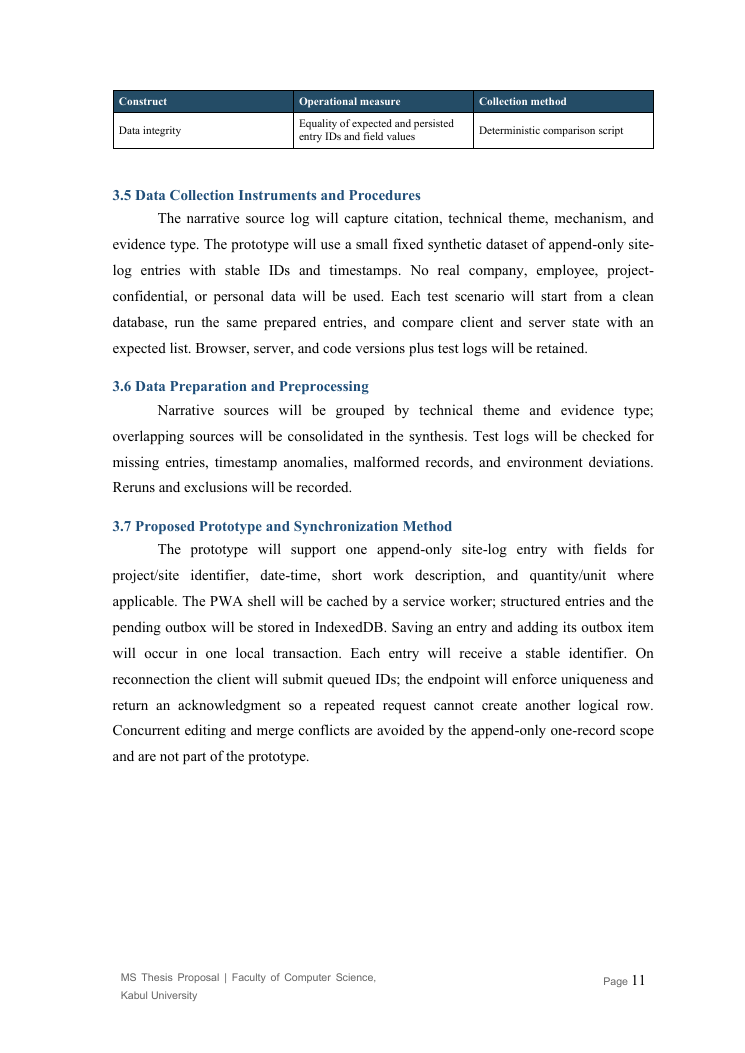 Construct Operational measure Collection method
Data integrity Equality of expected and persisted entry IDs and field values Deterministic comparison script
3.5 Data Collection Instruments and Procedures
The narrative source log will capture citation, technical theme, mechanism, and
evidence type. The prototype will use a small fixed synthetic dataset of append-only site-
log entries with stable IDs and timestamps. No real company, employee, project-
confidential, or personal data will be used. Each test scenario will start from a clean
database, run the same prepared entries, and compare client and server state with an
expected list. Browser, server, and code versions plus test logs will be retained.
3.6 Data Preparation and Preprocessing
Narrative sources will be grouped by technical theme and evidence type;
overlapping sources will be consolidated in the synthesis. Test logs will be checked for
missing entries, timestamp anomalies, malformed records, and environment deviations.
Reruns and exclusions will be recorded.
3.7 Proposed Prototype and Synchronization Method
The prototype will support one append-only site-log entry with fields for
project/site identifier, date-time, short work description, and quantity/unit where
applicable. The PWA shell will be cached by a service worker; structured entries and the
pending outbox will be stored in IndexedDB. Saving an entry and adding its outbox item
will occur in one local transaction. Each entry will receive a stable identifier. On
reconnection the client will submit queued IDs; the endpoint will enforce uniqueness and
return an acknowledgment so a repeated request cannot create another logical row.
Concurrent editing and merge conflicts are avoided by the append-only one-record scope
and are not part of the prototype.
MS Thesis Proposal | Faculty of Computer Science,
Kabul University
Page 11